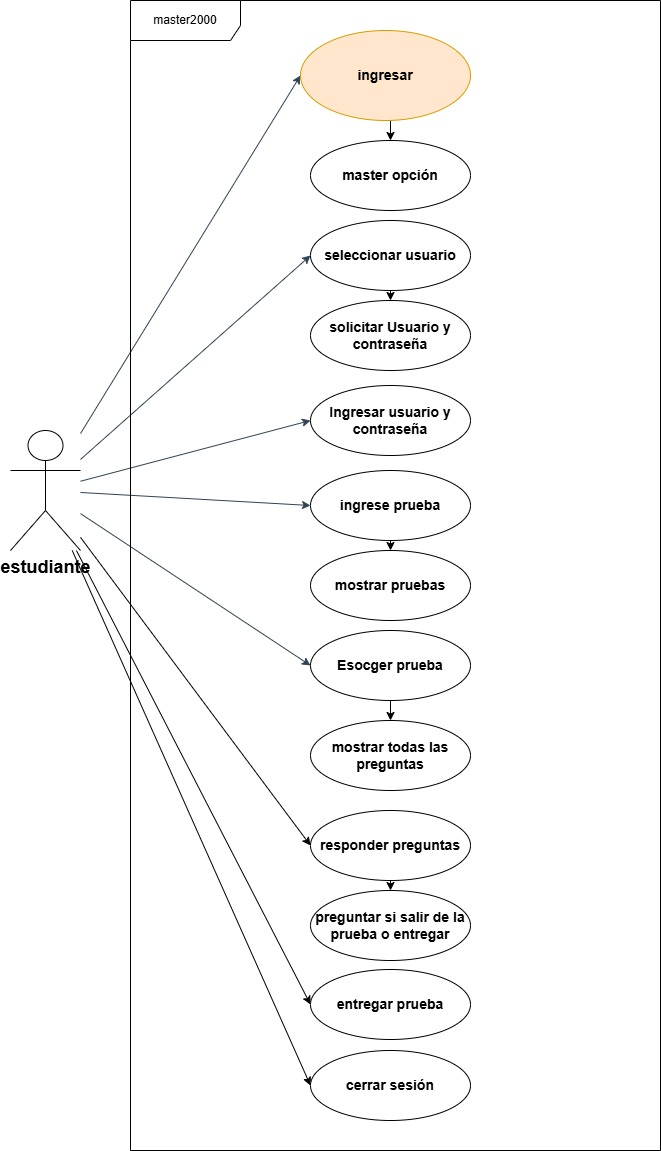 master2000
ingresar
master opción
seleccionar usuario
solicitar Usuario y
contraseña
Ingresar usuario y
contraseña
ingrese prueba
mostrar pruebas
estudiante
Esocger prueba
mostrar todas las
preguntas
responder preguntas
preguntar si salir de la
prueba o entregar
entregar prueba
cerrar sesión